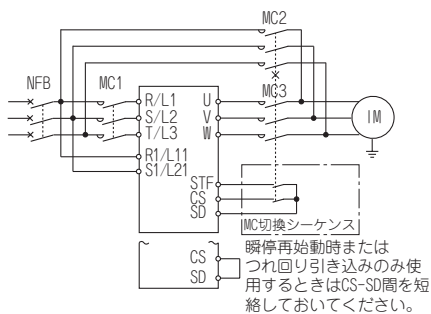 MC2
NFB
MC1
MC3
R/L1
S/L2
T/L3
R1/L11
S1/L21
U
V
W
IM
STF
CS
SD
MC切換シーケンス
CS
SD
瞬停再始動時または
つれ回り引き込みのみ使
用するときはCS-SD間を短
絡しておいてください。